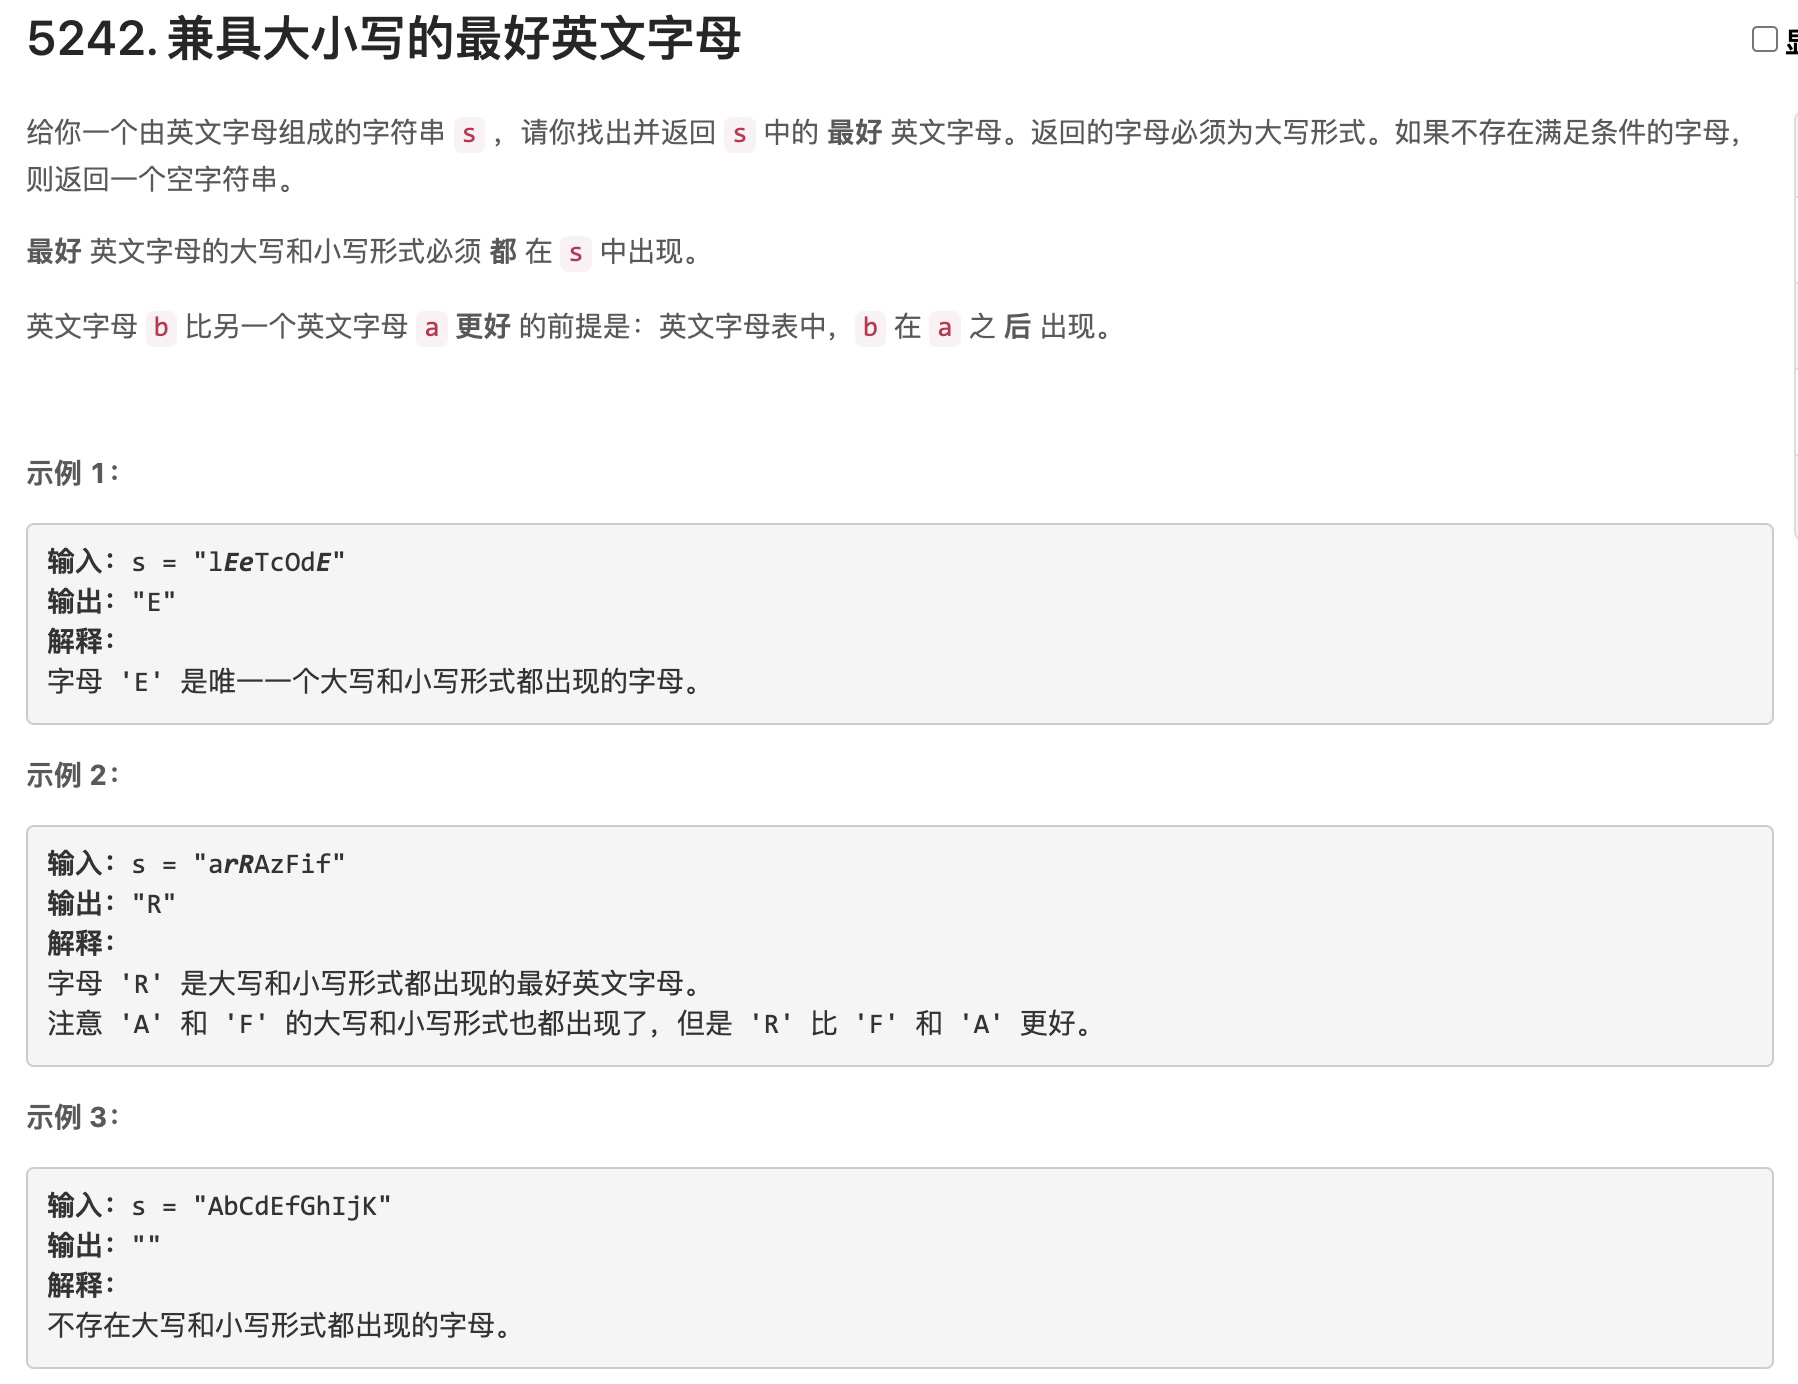 5242. 兼具大小写的最好英文字母
给你一个由英文字母组成的字符串 s ，请你找出并返回 s 中的 最好 英文字母。返回的字母必须为大写形式。如果不存在满足条件的字母，
则返回一个空字符串。
最好 英文字母的大写和小写形式必须 都 在 s 中出现。
英文字母 b 比另一个英文字母 a 更好 的前提是：英文字母表中，b 在 a 之 后 出现。
示例 1：
输入：s = "lEeTcOdE"
输出："E"
解释：
字母 'E' 是唯一一个大写和小写形式都出现的字母。
示例 2：
输入：s = "arRAzFif"
输出："R"
解释：
字母 'R' 是大写和小写形式都出现的最好英文字母。
注意 'A' 和 'F' 的大写和小写形式也都出现了，但是 'R' 比 'F' 和 'A' 更好。
示例 3：
输入：s = "AbCdEfGhIjK"
输出：""
解释：
不存在大写和小写形式都出现的字母。